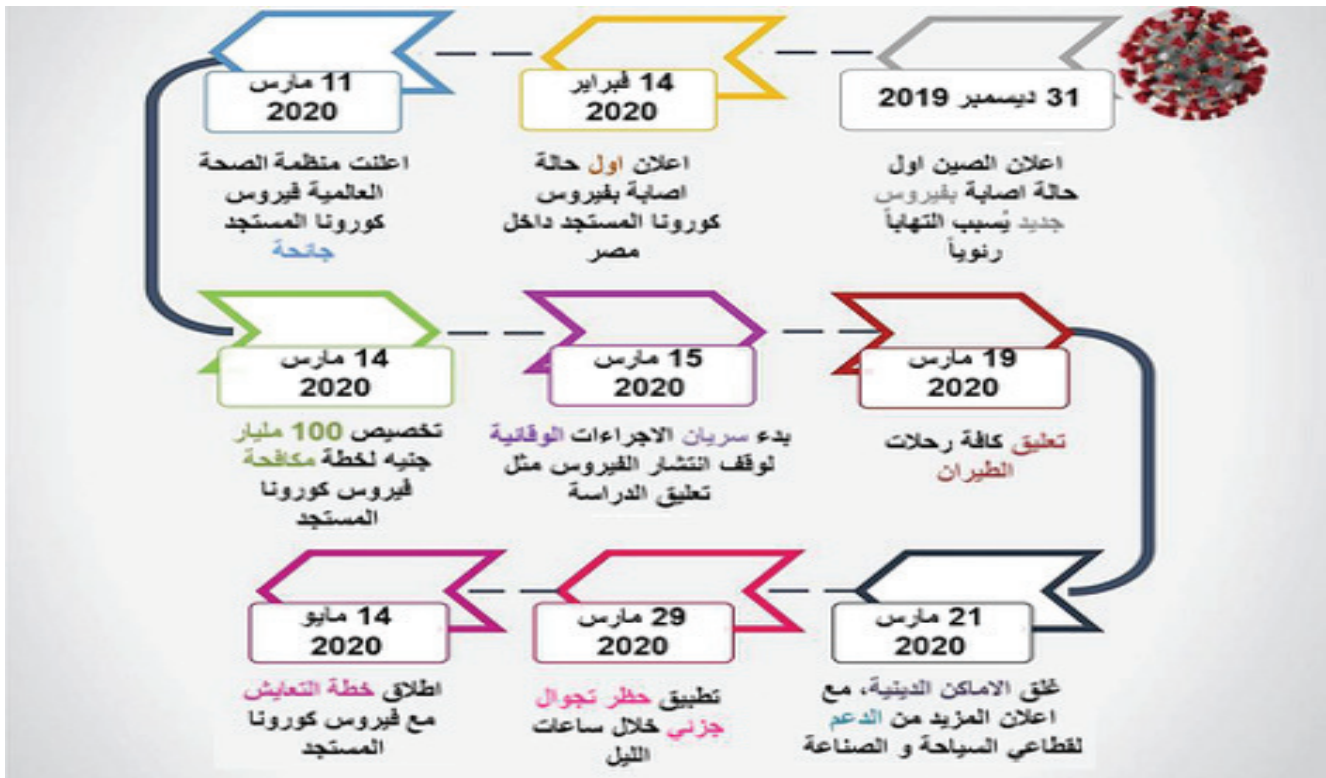 31 ديسمبر 2019
اعلان الصين اول
حالة اصابة بفيروس
جديد يُسبب التهاباً
رئوياً
14 فبراير
2020
اعلان اول حالة
اصابة بفيروس
كورونا المستجد داخل
مصر
11 مارس
2020
اعلنت منظمة الصحة
العالمية فيروس
كورونا المستجد
جائحة
14 مارس
2020
تخصيص 100 مليار
جنيه لخطة مكافحة
فيروس كورونا
المستجد
15 مارس
2020
بدء سريان الاجراءات الوقائية
لوقف انتشار الفيروس مثل
تعليق الدراسة
19 مارس
2020
تعليق كافة رحلات
الطيران
21 مارس
2020
غلق الاماكن الدينية، مع
اعلان المزيد من الدعم
لقطاعي السياحة و الصناعة
29 مارس
2020
تطبيق حظر تجوال
جزئي خلال ساعات
الليل
14 مايو
2020
اطلاق خطة التعايش
مع فيروس كورونا
المستجد